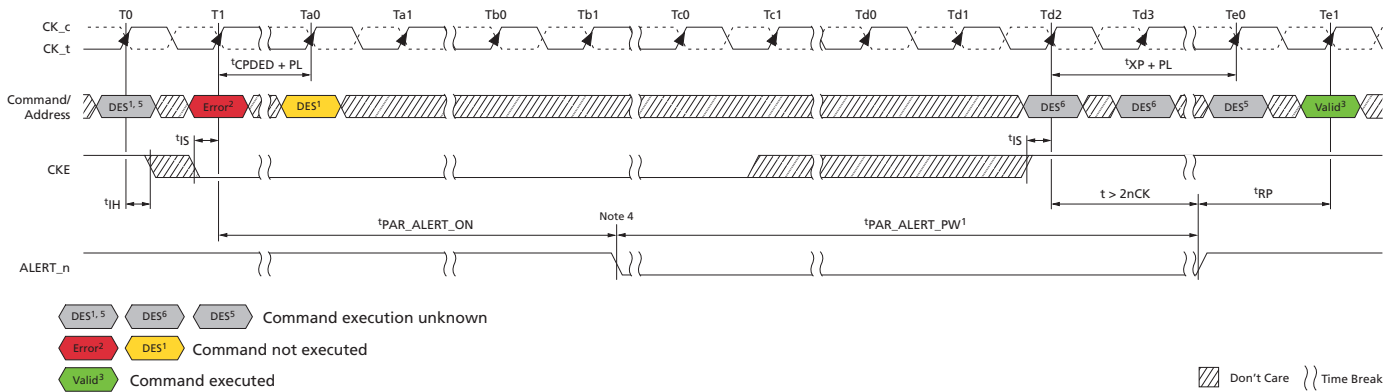 T0 T1 Ta0 Ta1 Tb0 Tb1 Tc0 Tc1 Td0 Td1 Td2 Td3 Te0 Te1
CK_c
CK_t
tCPDED + PL
tXP + PL
Command/
Address
DES1, 5
Error2
DES1
DES6
DES6
DES5
Valid3
tIS
tIS
CKE
tIH
t > 2nCK
tRP
Note 4
tPAR_ALERT_ON
tPAR_ALERT_PW1
ALERT_n
DES1, 5 DES6 DES5 Command execution unknown
Error2 DES1 Command not executed
Valid3 Command executed
Don't Care
Time Break